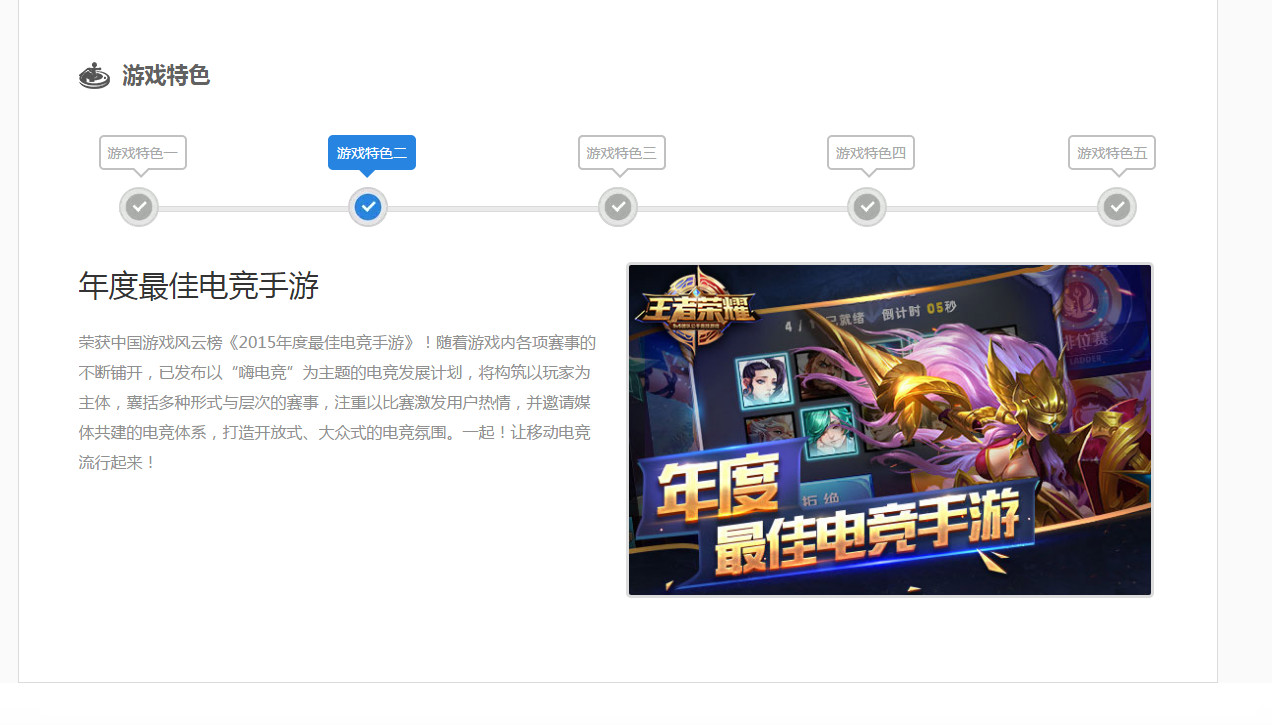 游戏特色
游戏特色一
游戏特色二
游戏特色三
游戏特色四
游戏特色五
年度最佳电竞手游
荣获中国游戏风云榜《2015年度最佳电竞手游》！随着游戏内各项赛事的
不断铺开，已发布以“嗨电竞”为主题的电竞发展计划，将构筑以玩家为
主体，囊括多种形式与层次的赛事，注重以比赛激发用户热情，并邀请媒
体共建的电竞体系，打造开放式、大众式的电竞氛围。一起！让移动电竞
流行起来！
王者荣耀
已就绪 倒计时 05秒
排位赛
LADDER
拒绝
年度
最佳电竞手游